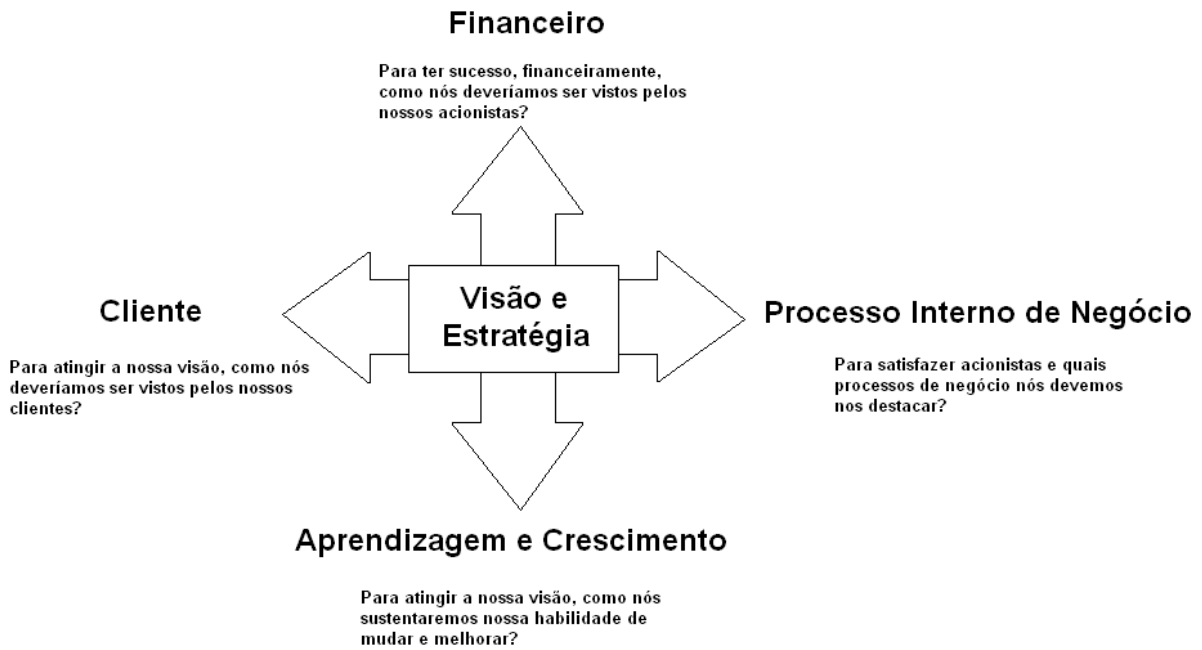 Financeiro
Para ter sucesso, financeiramente,
como nós deveríamos ser vistos pelos
nossos acionistas?
Cliente
Para atingir a nossa visão, como nós
deveríamos ser vistos pelos nossos
clientes?
Visão e
Estratégia
Processo Interno de Negócio
Para satisfazer acionistas e quais
processos de negócio nós devemos
nos destacar?
Aprendizagem e Crescimento
Para atingir a nossa visão, como nós
sustentaremos nossa habilidade de
mudar e melhorar?